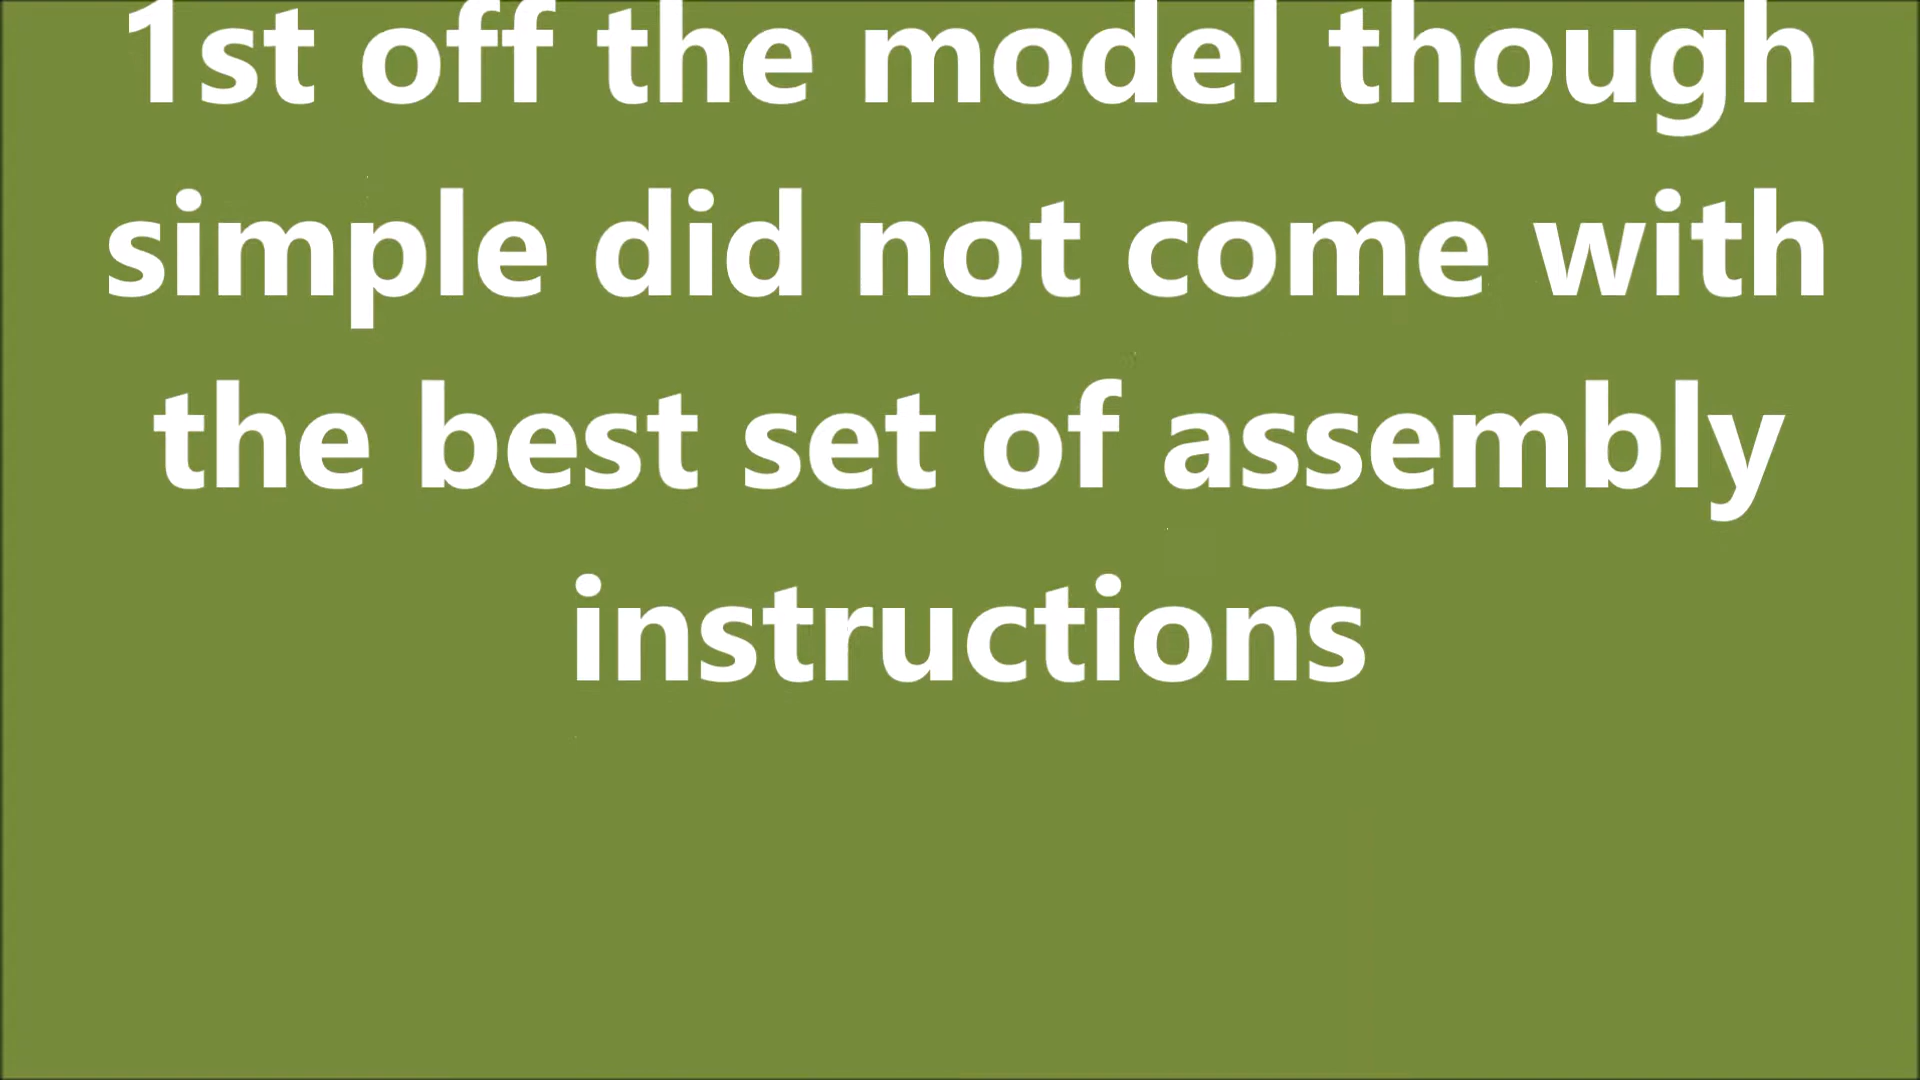 1st off the model though
simple did not come with
the best set of assembly
instructions